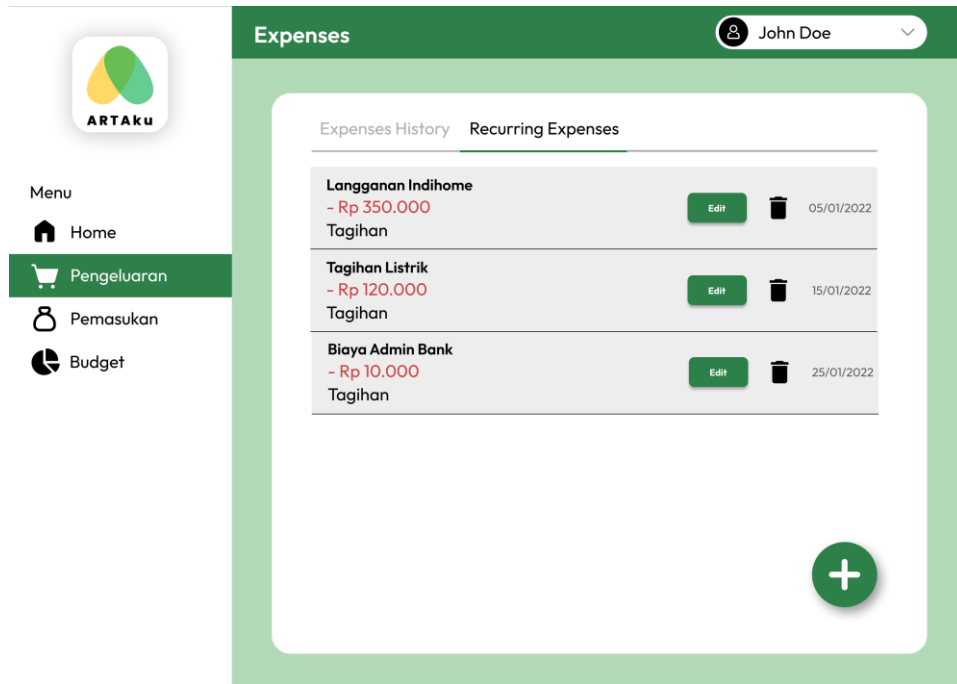 ARTAku
Menu
Home
Pengeluaran
Pemasukan
Budget
Expenses
John Doe
Expenses History Recurring Expenses
Langganan Indihome
- Rp 350.000
Tagihan
Edit
05/01/2022
Tagihan Listrik
- Rp 120.000
Tagihan
Edit
15/01/2022
Biaya Admin Bank
- Rp 10.000
Tagihan
Edit
25/01/2022